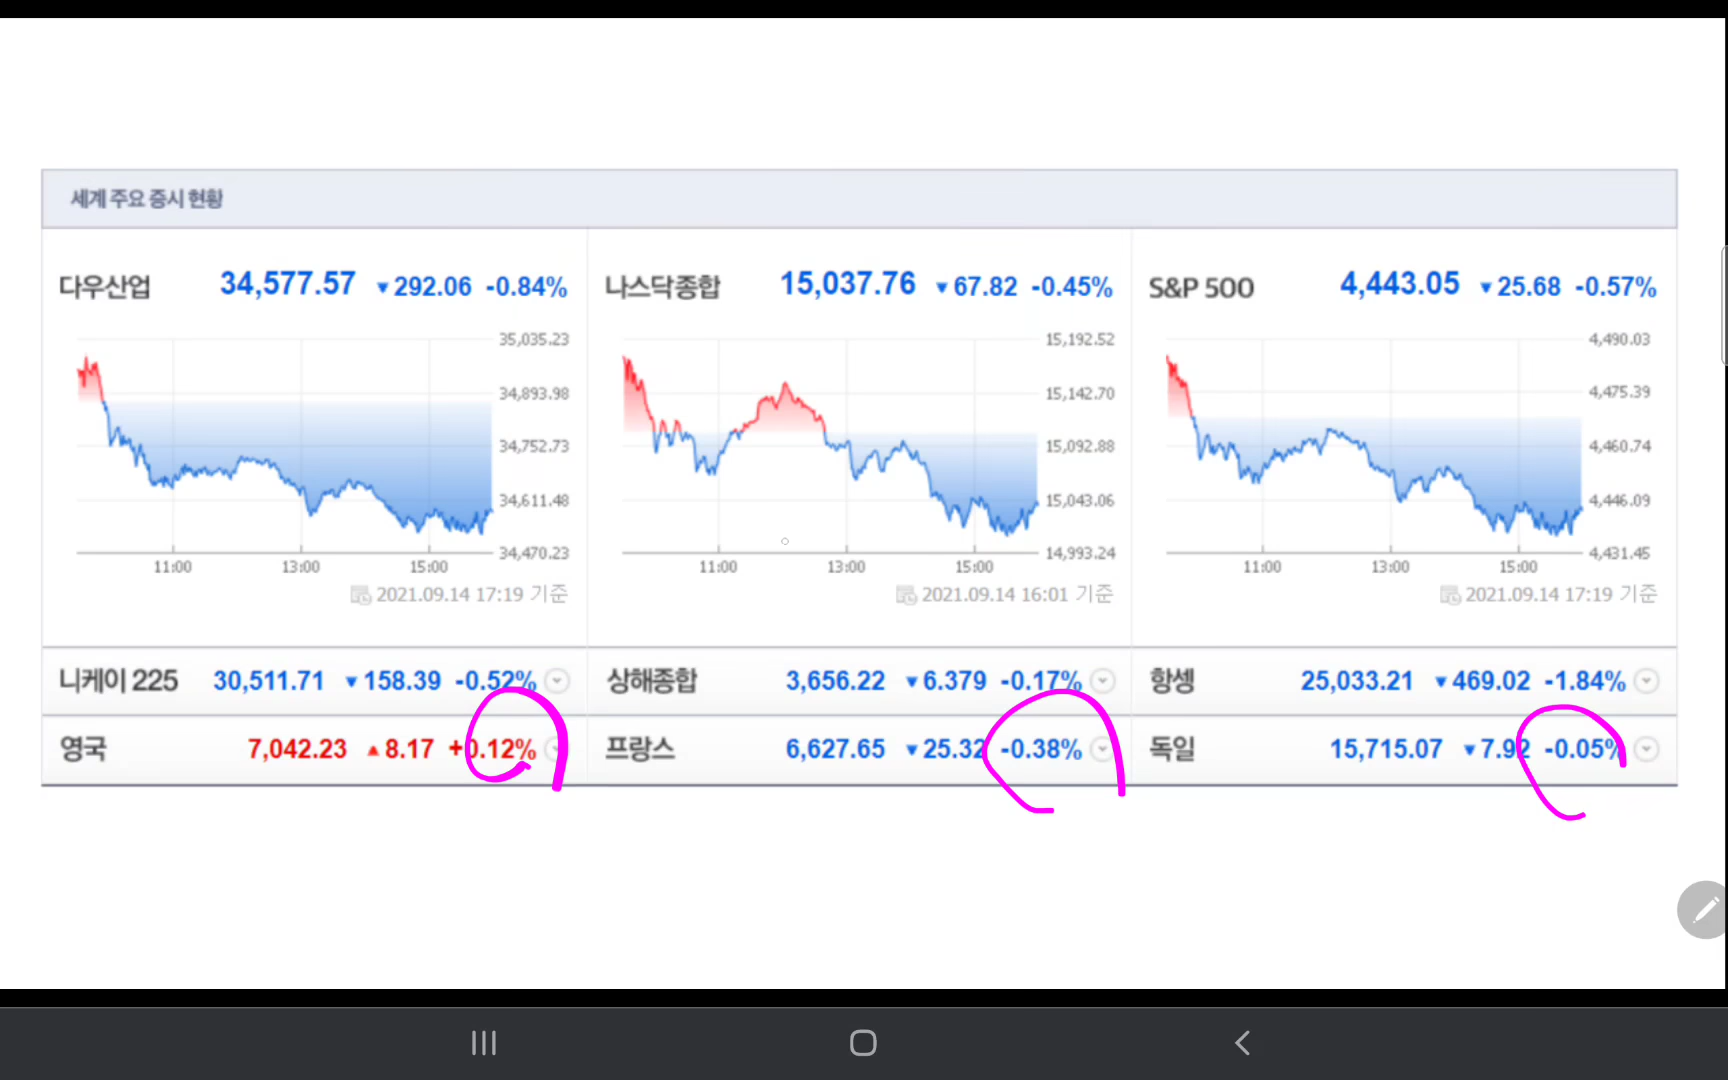 세계 주요 증시 현황
다우산업 34,577.57 ▼292.06 -0.84%
35,035.23
34,893.98
34,752.73
34,611.48
34,470.23
11:00 13:00 15:00
2021.09.14 17:19 기준
나스닥종합 15,037.76 ▼67.82 -0.45%
15,192.52
15,142.70
15,092.88
15,043.06
14,993.24
11:00 13:00 15:00
2021.09.14 16:01 기준
S&P 500 4,443.05 ▼25.68 -0.57%
4,490.03
4,475.39
4,460.74
4,446.09
4,431.45
11:00 13:00 15:00
2021.09.14 17:19 기준
니케이 225 30,511.71 ▼158.39 -0.52%
상해종합 3,656.22 ▼6.379 -0.17%
항셍 25,033.21 ▼469.02 -1.84%
영국 7,042.23 ▲8.17 +0.12%
프랑스 6,627.65 ▼25.32 -0.38%
독일 15,715.07 ▼7.92 -0.05%